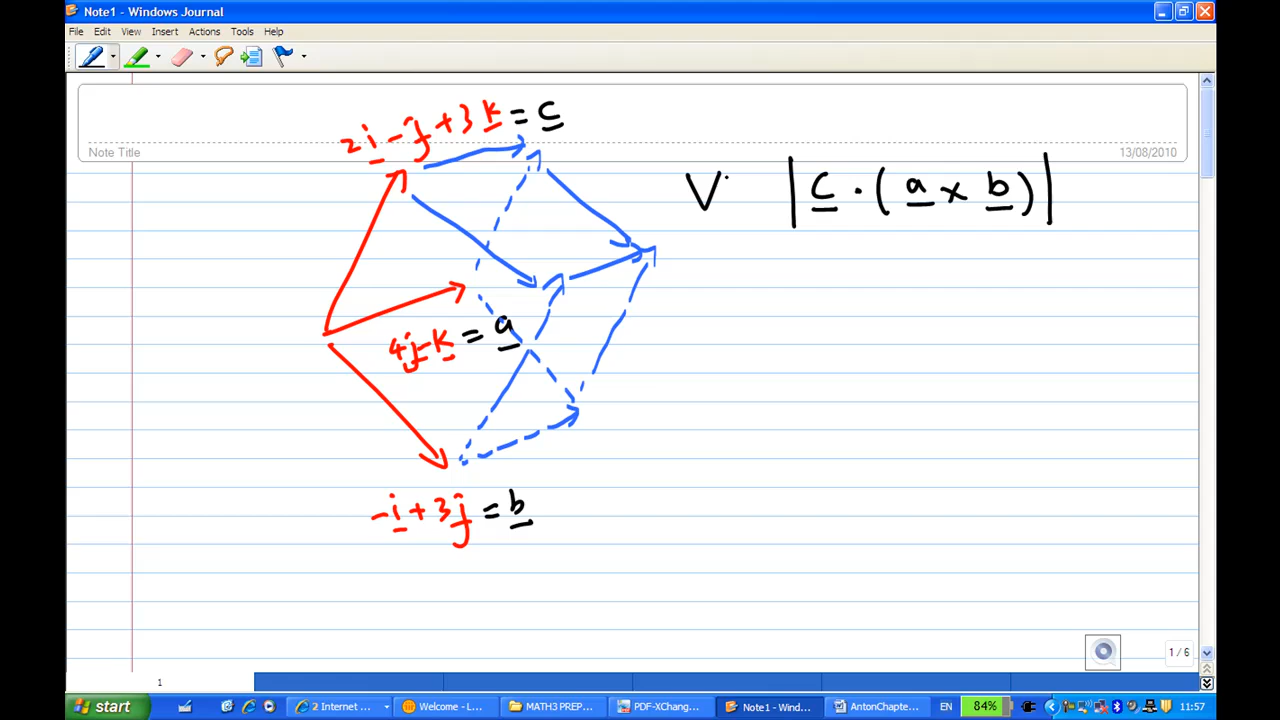 Note1 - Windows Journal
File Edit View Insert Actions Tools Help
2i - j + 3k = c
Note Title
13/08/2010
V |c · (a × b)|
4j - k = a
-i + 3j = b
1 / 6
1
start
2 Internet ...
Welcome - L...
MATH3 PREP...
PDF-XChang...
Note1 - Wind...
AntonChapte...
EN
84%
11:57